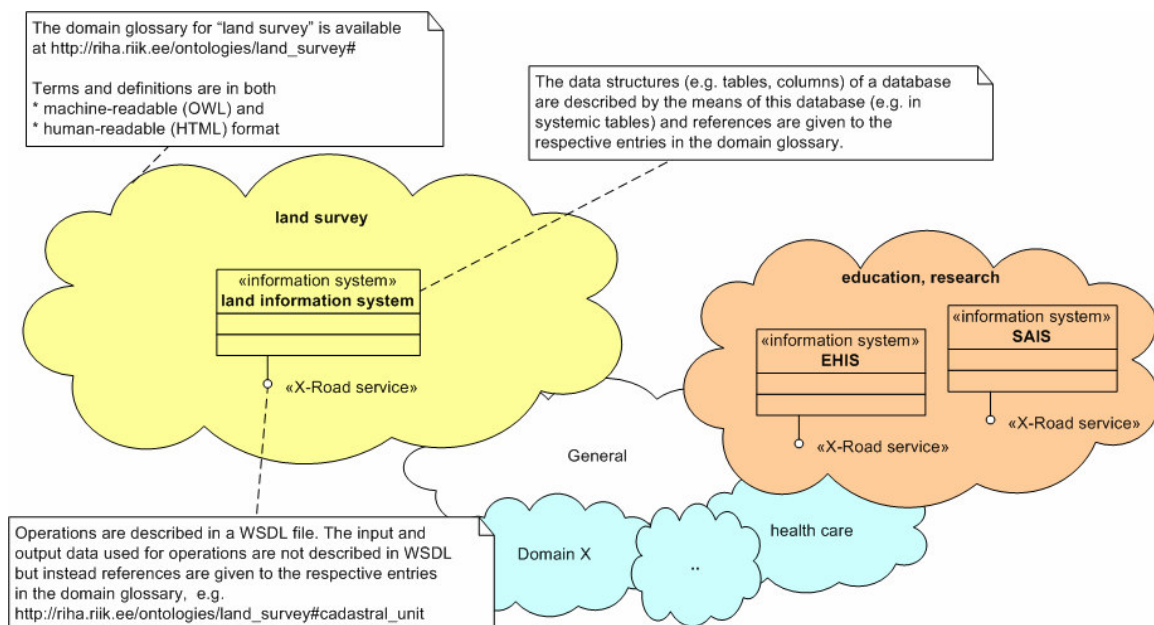 The domain glossary for “land survey” is available
at http://riha.riik.ee/ontologies/land_survey#
Terms and definitions are in both
* machine-readable (OWL) and
* human-readable (HTML) format
The data structures (e.g. tables, columns) of a database
are described by the means of this database (e.g. in
systemic tables) and references are given to the
respective entries in the domain glossary.
land survey
«information system»
land information system
«X-Road service»
education, research
«information system»
EHIS
«X-Road service»
«information system»
SAIS
«X-Road service»
General
Domain X
..
health care
Operations are described in a WSDL file. The input and
output data used for operations are not described in WSDL
but instead references are given to the respective entries
in the domain glossary,  e.g.
http://riha.riik.ee/ontologies/land_survey#cadastral_unit